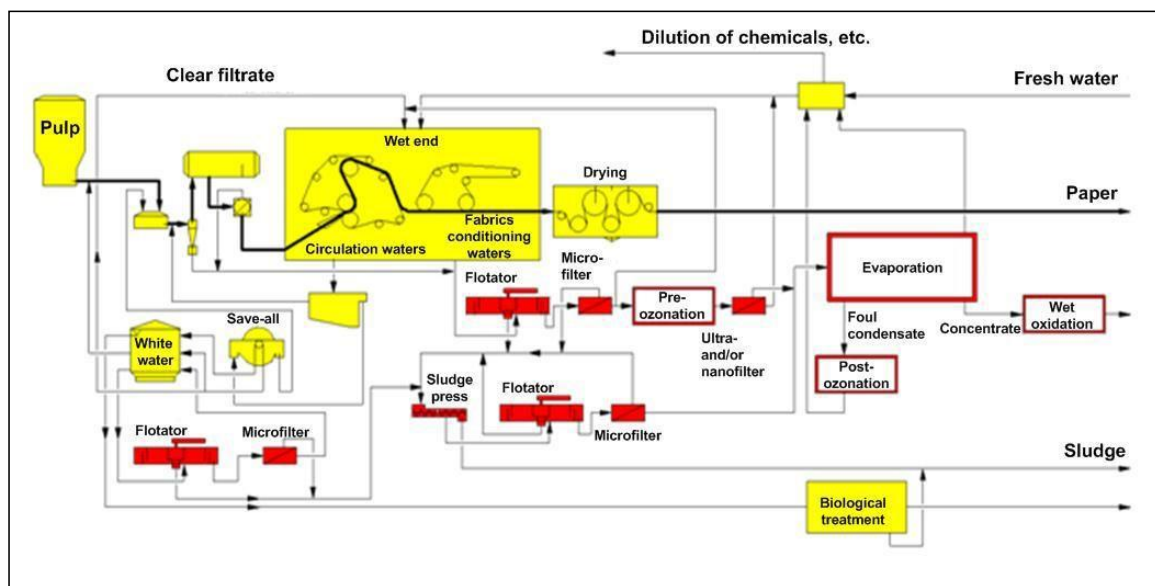 Dilution of chemicals, etc.
Clear filtrate
Fresh water
Pulp
Wet end
Drying
Paper
Circulation waters
Fabrics
conditioning
waters
Micro-
filter
Flotator
Pre-
ozonation
Evaporation
Ultra-
and/or
nanofilter
Foul
condensate
Concentrate
Wet
oxidation
Save-all
White
water
Post-
ozonation
Sludge
press
Flotator
Microfilter
Flotator
Microfilter
Sludge
Biological
treatment